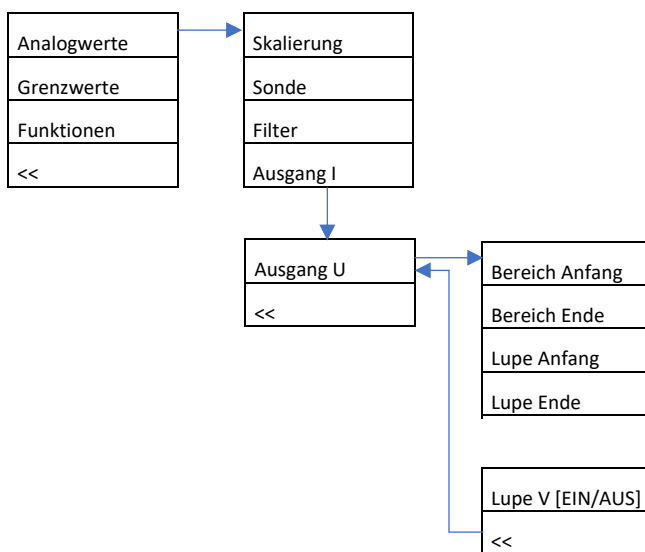 Analogwerte
Grenzwerte
Funktionen
<<
Skalierung
Sonde
Filter
Ausgang I
Ausgang U
<<
Bereich Anfang
Bereich Ende
Lupe Anfang
Lupe Ende
Lupe V [EIN/AUS]
<<